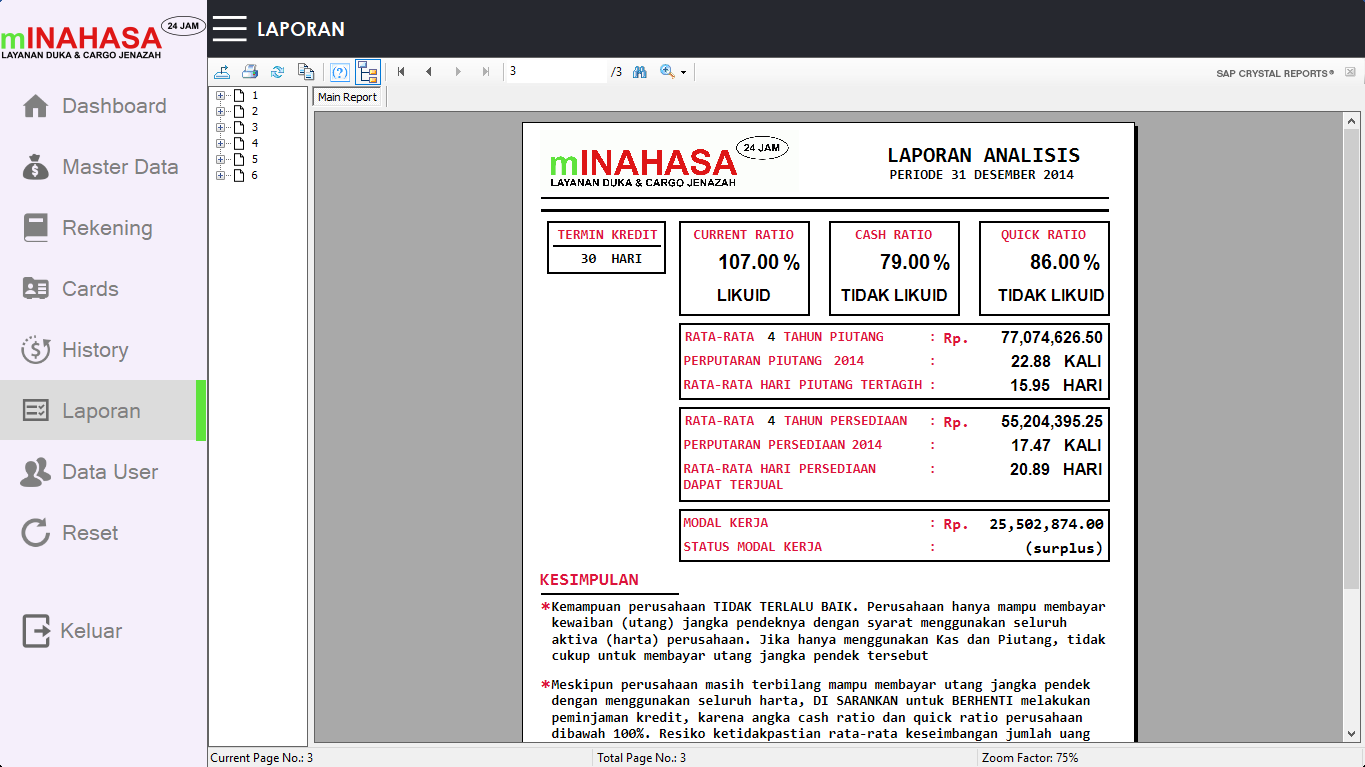 mINAHASA 24 JAM
LAYANAN DUKA & CARGO JENAZAH
LAPORAN
Dashboard
Master Data
Rekening
Cards
History
Laporan
Data User
Reset
Keluar
(?)
3
/3
SAP CRYSTAL REPORTS®
1
2
3
4
5
6
Main Report
mINAHASA 24 JAM
LAYANAN DUKA & CARGO JENAZAH
LAPORAN ANALISIS
PERIODE 31 DESEMBER 2014
TERMIN KREDIT
30 HARI
CURRENT RATIO
107.00 %
LIKUID
CASH RATIO
79.00 %
TIDAK LIKUID
QUICK RATIO
86.00 %
TIDAK LIKUID
RATA-RATA 4 TAHUN PIUTANG : Rp. 77,074,626.50
PERPUTARAN PIUTANG 2014 : 22.88 KALI
RATA-RATA HARI PIUTANG TERTAGIH : 15.95 HARI
RATA-RATA 4 TAHUN PERSEDIAAN : Rp. 55,204,395.25
PERPUTARAN PERSEDIAAN 2014 : 17.47 KALI
RATA-RATA HARI PERSEDIAAN : 20.89 HARI
DAPAT TERJUAL
MODAL KERJA : Rp. 25,502,874.00
STATUS MODAL KERJA : (surplus)
KESIMPULAN
*Kemampuan perusahaan TIDAK TERLALU BAIK. Perusahaan hanya mampu membayar
kewaiban (utang) jangka pendeknya dengan syarat menggunakan seluruh
aktiva (harta) perusahaan. Jika hanya menggunakan Kas dan Piutang, tidak
cukup untuk membayar utang jangka pendek tersebut
*Meskipun perusahaan masih terbilang mampu membayar utang jangka pendek
dengan menggunakan seluruh harta, DI SARANKAN untuk BERHENTI melakukan
peminjaman kredit, karena angka cash ratio dan quick ratio perusahaan
dibawah 100%. Resiko ketidakpastian rata-rata keseimbangan jumlah uang
Current Page No.: 3
Total Page No.: 3
Zoom Factor: 75%